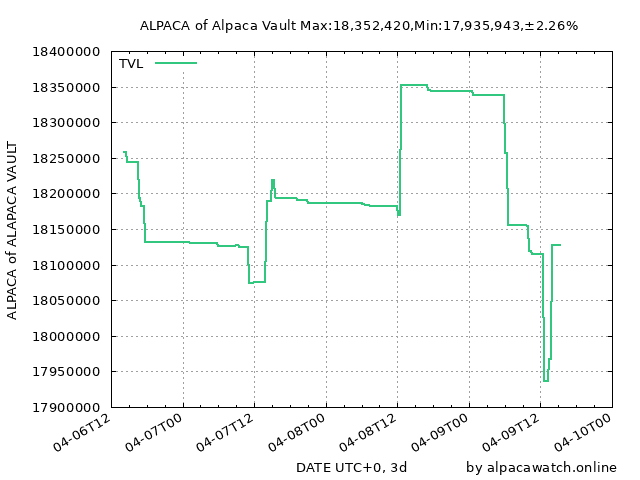 ALPACA of Alpaca Vault Max:18,352,420,Min:17,935,943,±2.26%
TVL
ALPACA of ALAPACA VAULT
18400000
18350000
18300000
18250000
18200000
18150000
18100000
18050000
18000000
17950000
17900000
04-06T12
04-07T00
04-07T12
04-08T00
04-08T12
04-09T00
04-09T12
04-10T00
DATE UTC+0, 3d
by alpacawatch.online